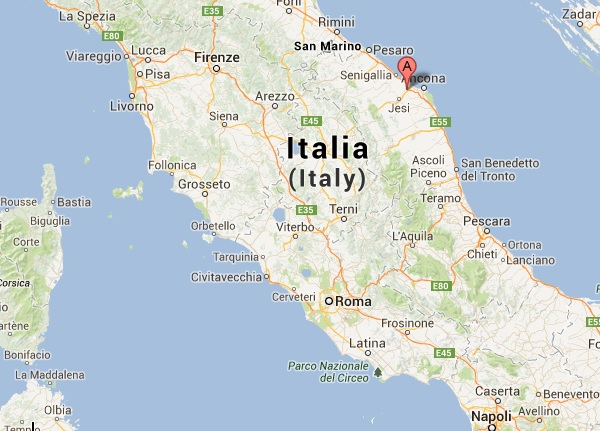 La Spezia
E80
Forlì
Rimini
Zadar
Lucca
Viareggio
Firenze
San Marino
Pesaro
Pisa
E35
Senigallia
A
Ancona
Livorno
Arezzo
Jesi
Siena
E45
E55
Italia
(Italy)
Follonica
Ascoli
Piceno
San Benedetto
del Tronto
Grosseto
Rousse
Bastia
Teramo
Biguglia
E35
Terni
Orbetello
Viterbo
Pescara
Corte
L'Aquila
Ortona
Chieti
Lanciano
Tarquinia
Civitavecchia
Corsica
E80
Cerveteri
Roma
Frosinone
E55
Latina
Bonifacio
E45
Parco Nazionale
del Circeo
La Maddalena
Caserta
Benevento
Olbia
Avellino
Napoli